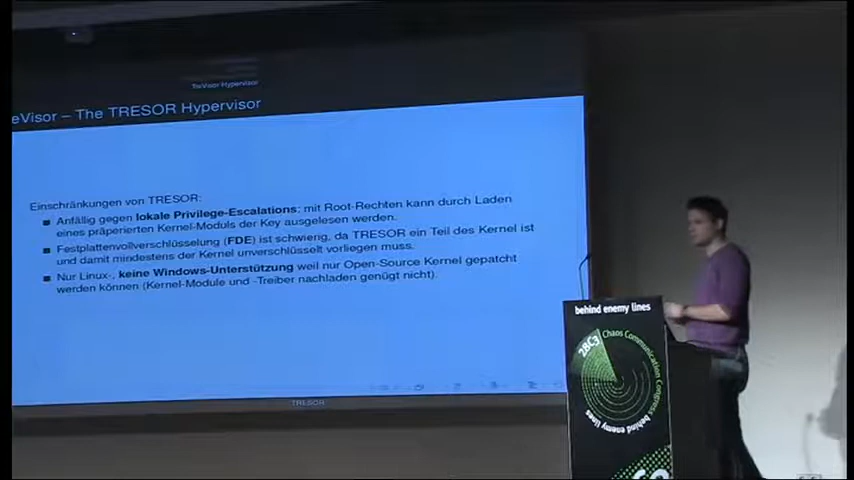 TreVisor Hypervisor
eVisor – The TRESOR Hypervisor
Einschränkungen von TRESOR:
Anfällig gegen lokale Privilege-Escalations: mit Root-Rechten kann durch Laden
eines präparierten Kernel-Moduls der Key ausgelesen werden.
Festplattenvollverschlüsselung (FDE) ist schwierig, da TRESOR ein Teil des Kernel ist
und damit mindestens der Kernel unverschlüsselt vorliegen muss.
Nur Linux-, keine Windows-Unterstützung weil nur Open-Source Kernel gepatcht
werden können (Kernel-Module und -Treiber nachladen genügt nicht).
TRESOR
behind enemy lines
28C3 Chaos Communication Congress
behind enemy lines